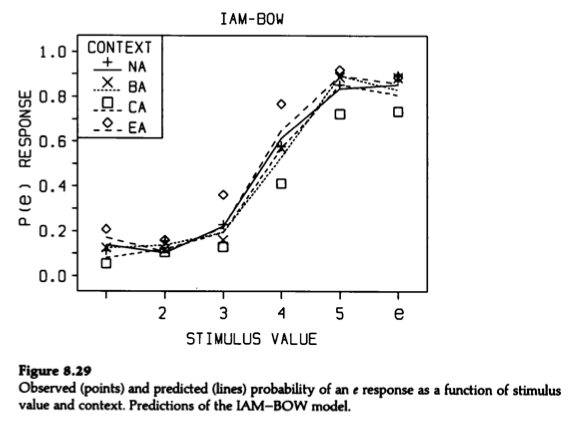 IAM-BOW
CONTEXT
NA
BA
CA
EA
P(e) RESPONSE
1.0
0.8
0.6
0.4
0.2
0.0
2 3 4 5 e
STIMULUS VALUE
Figure 8.29
Observed (points) and predicted (lines) probability of an e response as a function of stimulus
value and context. Predictions of the IAM–BOW model.